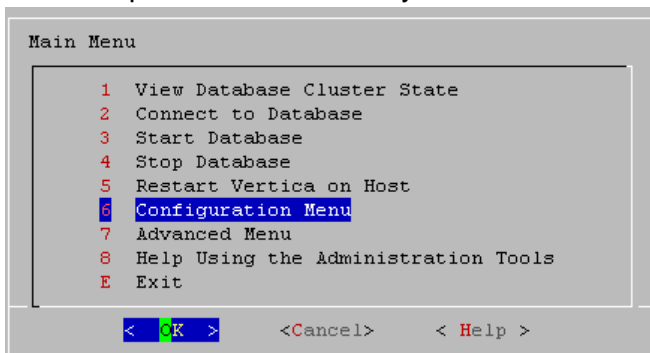 Main Menu
1 View Database Cluster State
2 Connect to Database
3 Start Database
4 Stop Database
5 Restart Vertica on Host
6 Configuration Menu
7 Advanced Menu
8 Help Using the Administration Tools
E Exit
< OK > <Cancel> < Help >